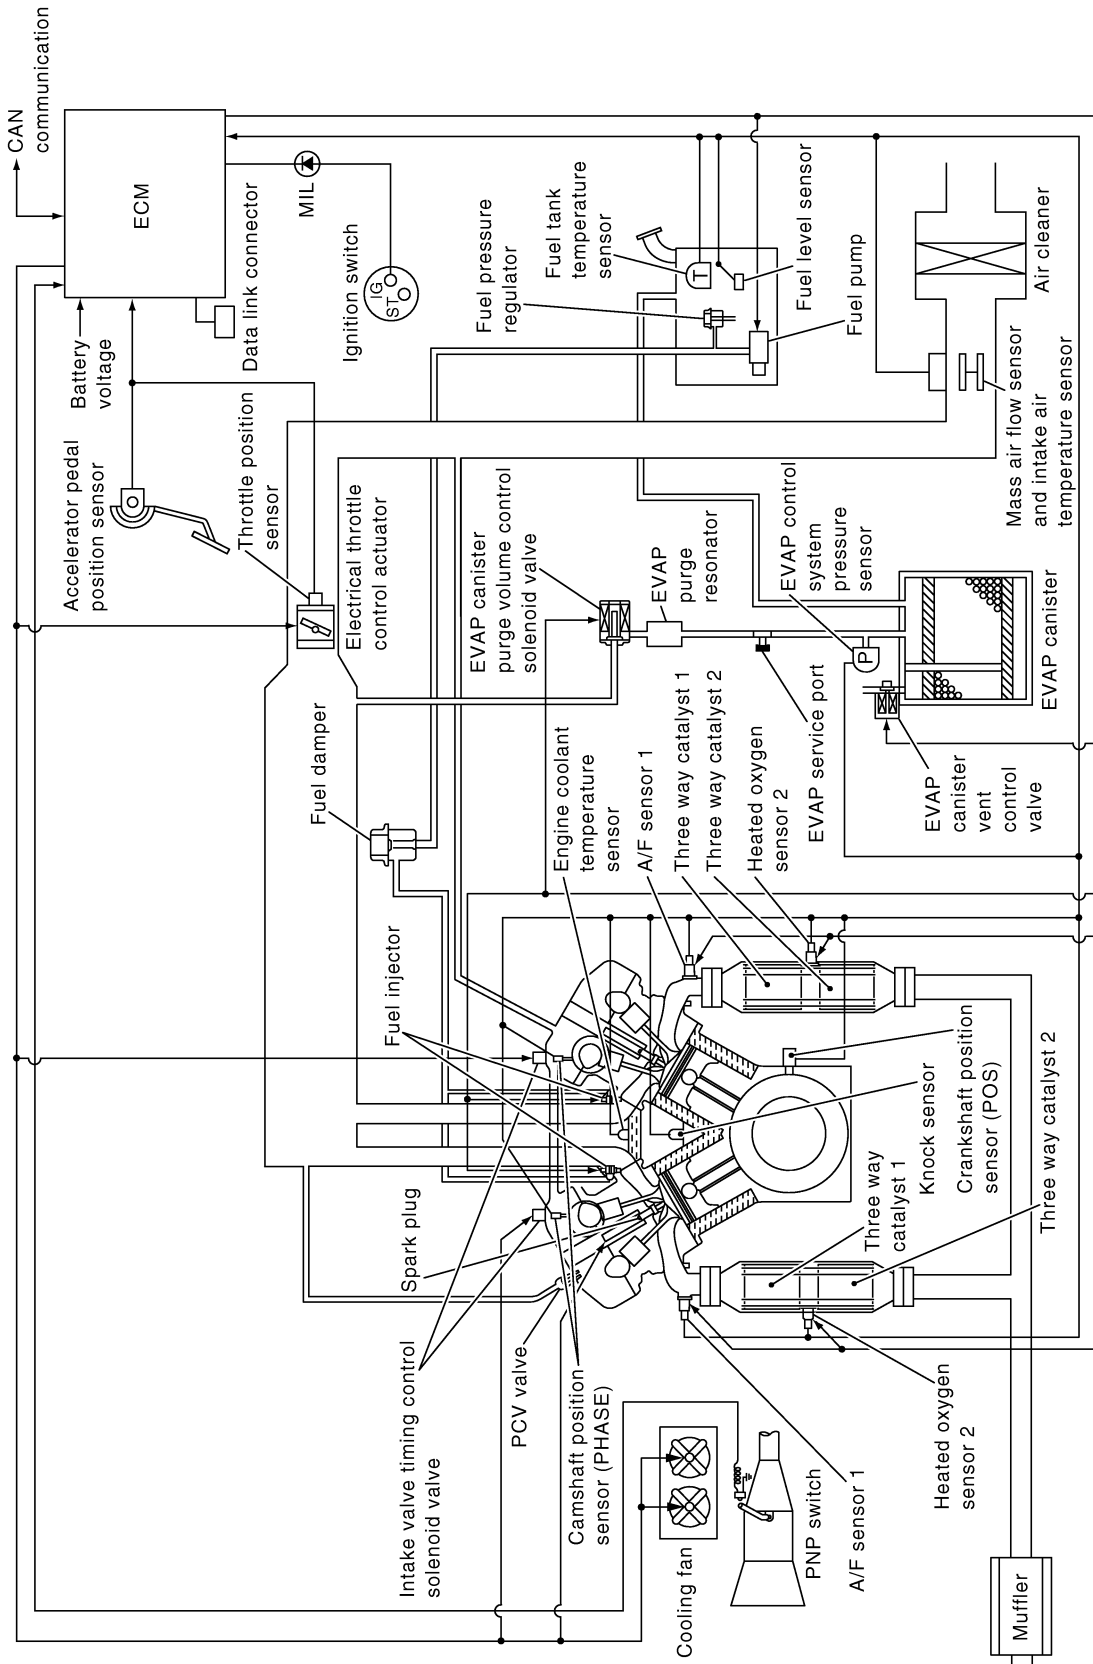 CAN
communication
ECM
MIL
Data link connector
Ignition switch
IG
ST
Battery
voltage
Accelerator pedal
position sensor
Throttle position
sensor
Electrical throttle
control actuator
Fuel pressure
regulator
Fuel tank
temperature
sensor
T
Fuel level sensor
Fuel pump
Air cleaner
Mass air flow sensor
and intake air
temperature sensor
EVAP canister
purge volume control
solenoid valve
EVAP
purge
resonator
EVAP control
system
pressure
sensor
P
EVAP canister
EVAP service port
EVAP
canister
vent
control
valve
Fuel damper
Fuel injector
Engine coolant
temperature
sensor
A/F sensor 1
Three way catalyst 1
Three way catalyst 2
Heated oxygen
sensor 2
Spark plug
PCV valve
Intake valve timing control
solenoid valve
Camshaft position
sensor (PHASE)
Knock sensor
Crankshaft position
sensor (POS)
Three way
catalyst 1
Three way catalyst 2
Cooling fan
PNP switch
A/F sensor 1
Heated oxygen
sensor 2
Muffler